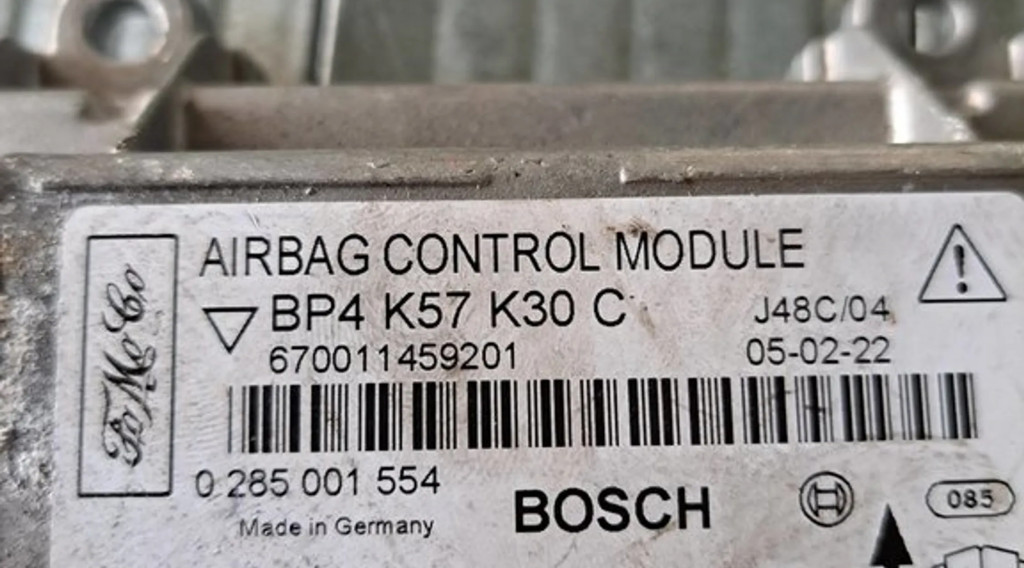 FoMoCo
AIRBAG CONTROL MODULE
BP4 K57 K30 C
J48C/04
670011459201
05-02-22
0 285 001 554
BOSCH
085
Made in Germany